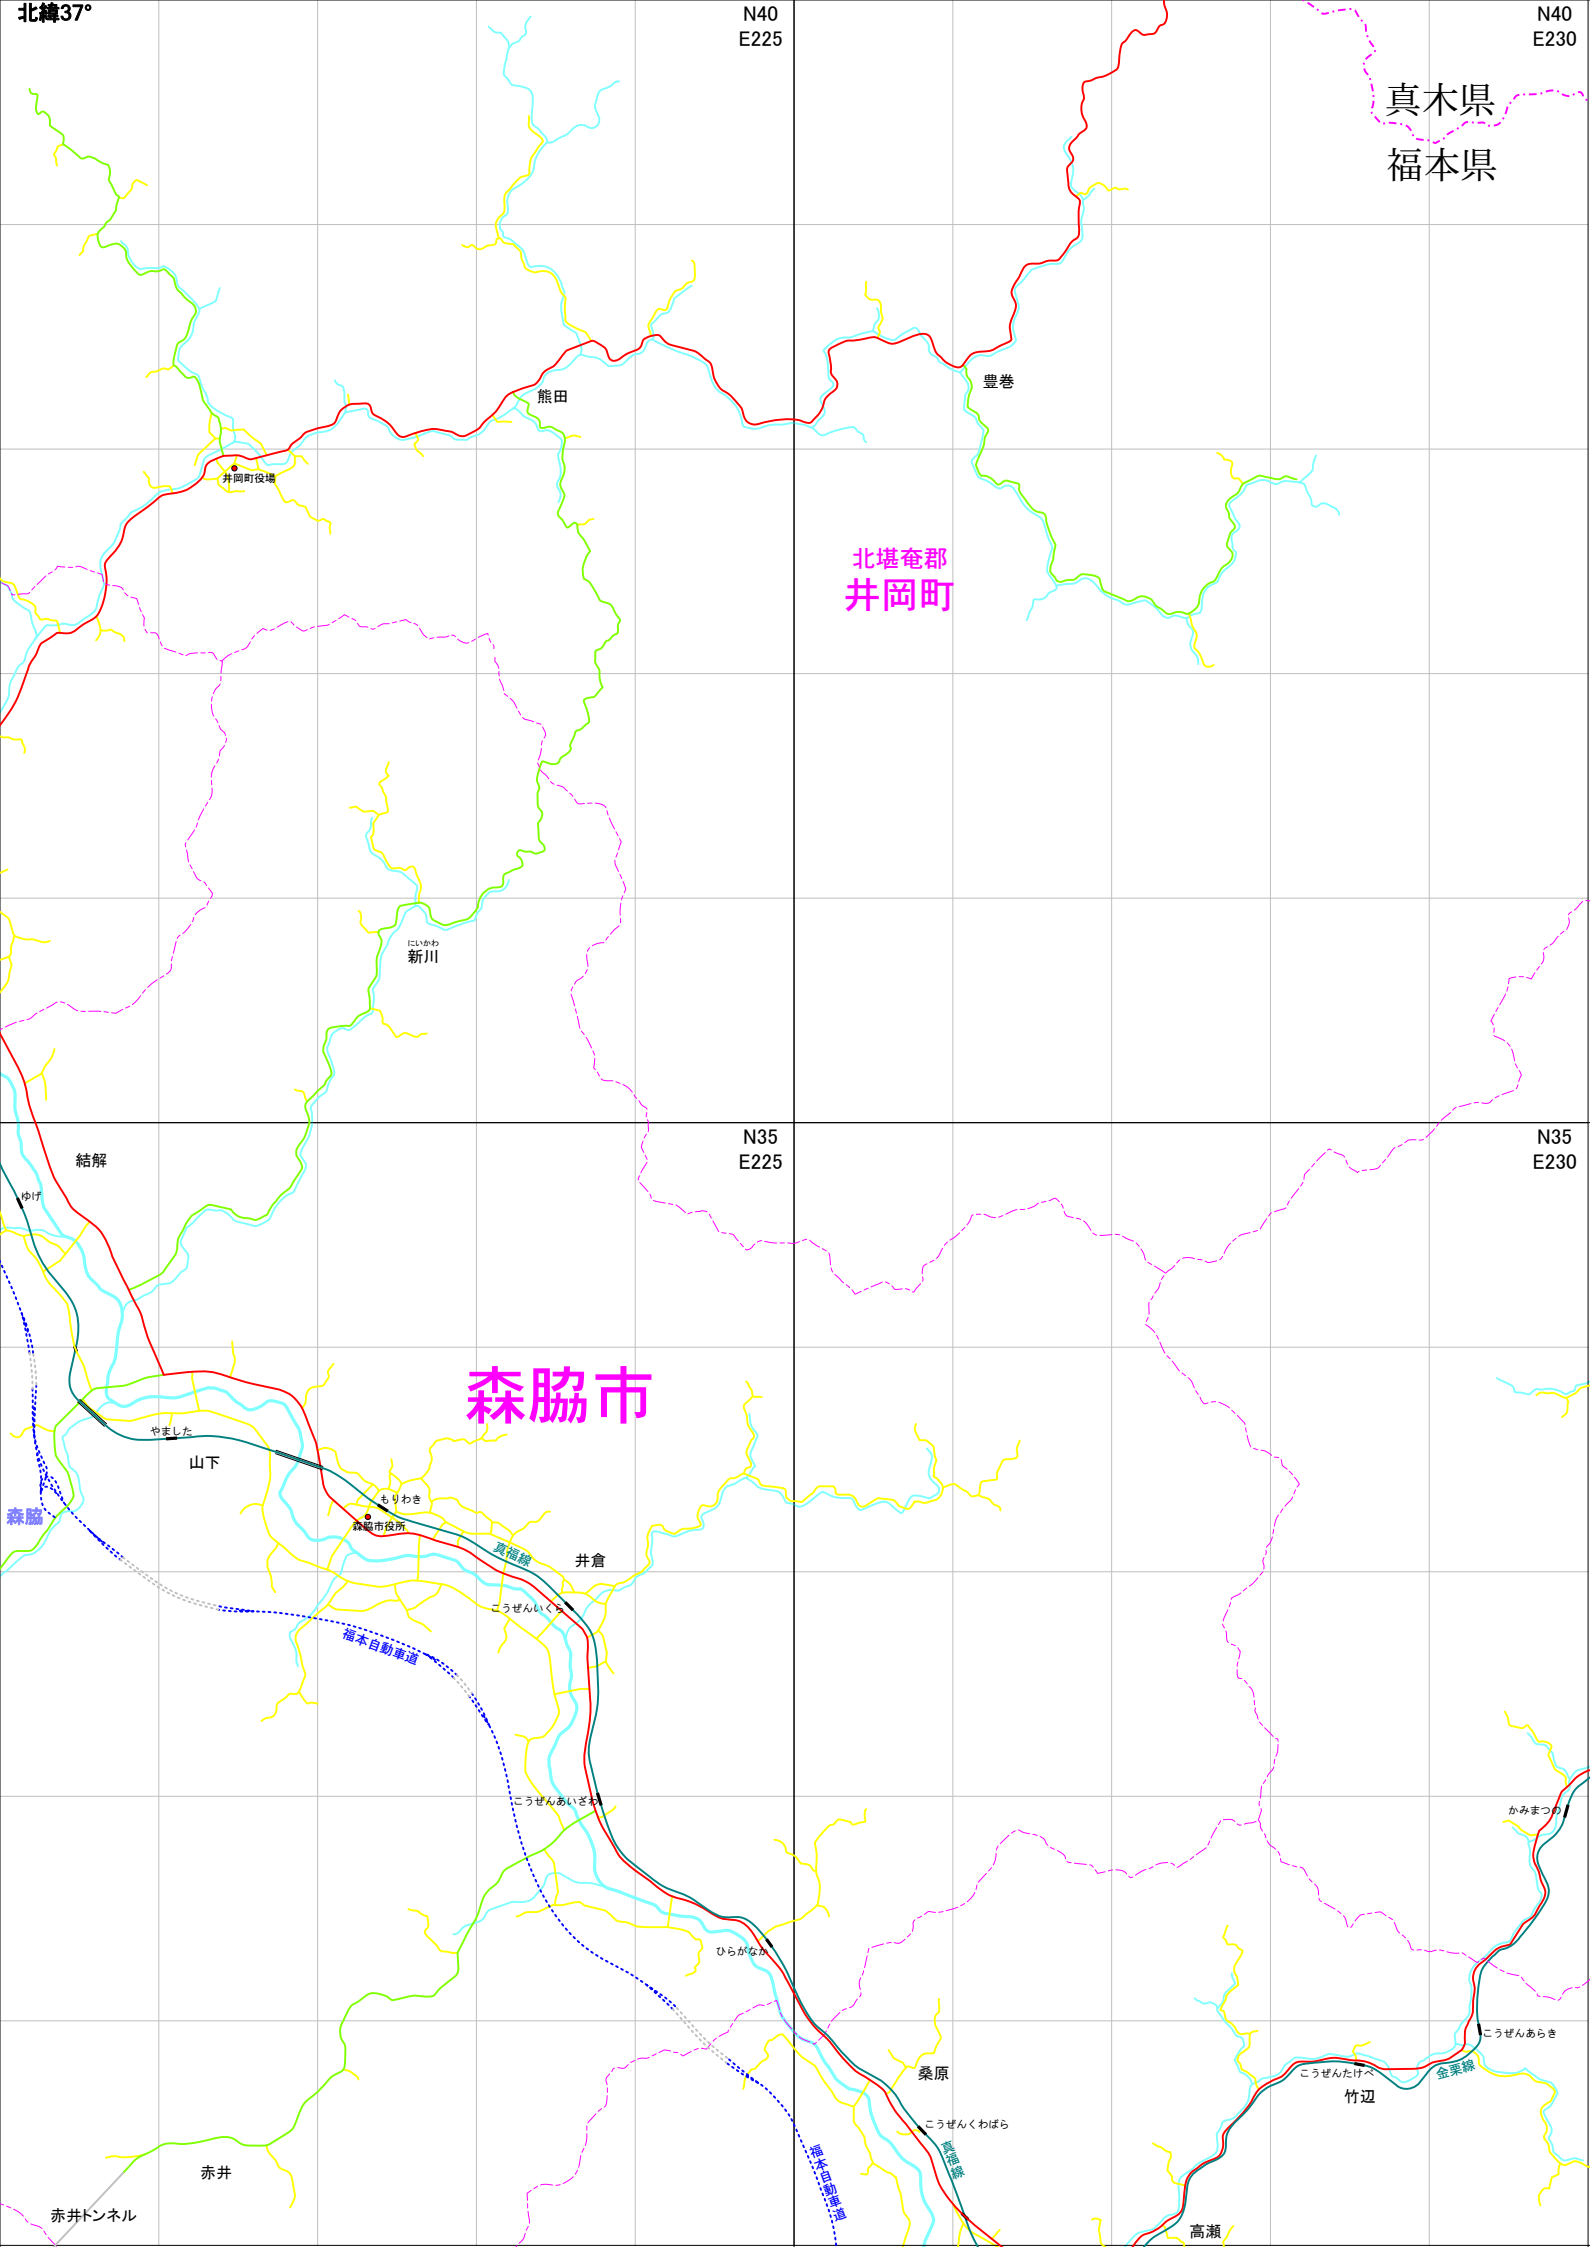 北緯37°
N40
E225
N40
E230
真木県
福本県
豊巻
熊田
井岡町役場
北堪奄郡
井岡町
にいかわ
新川
N35
E225
N35
E230
結解
ゆげ
森脇市
やました
山下
もりわき
森脇
森脇市役所
真福線
井倉
こうぜんいくら
福本自動車道
こうぜんあいざわ
かみまつの
ひらがなか
こうぜんあらき
こうぜんたけべ
金栗線
桑原
竹辺
こうぜんくわばら
真福線
福本自動車道
赤井
赤井トンネル
高瀬